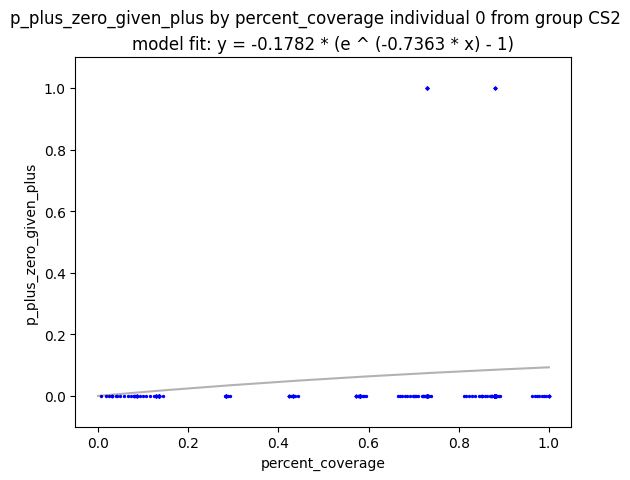 p_plus_zero_given_plus by percent_coverage individual 0 from group CS2
model fit: y = -0.1782 * (e ^ (-0.7363 * x) - 1)
1.0
0.8
0.6
0.4
0.2
0.0
p_plus_zero_given_plus
0.0 0.2 0.4 0.6 0.8 1.0
percent_coverage